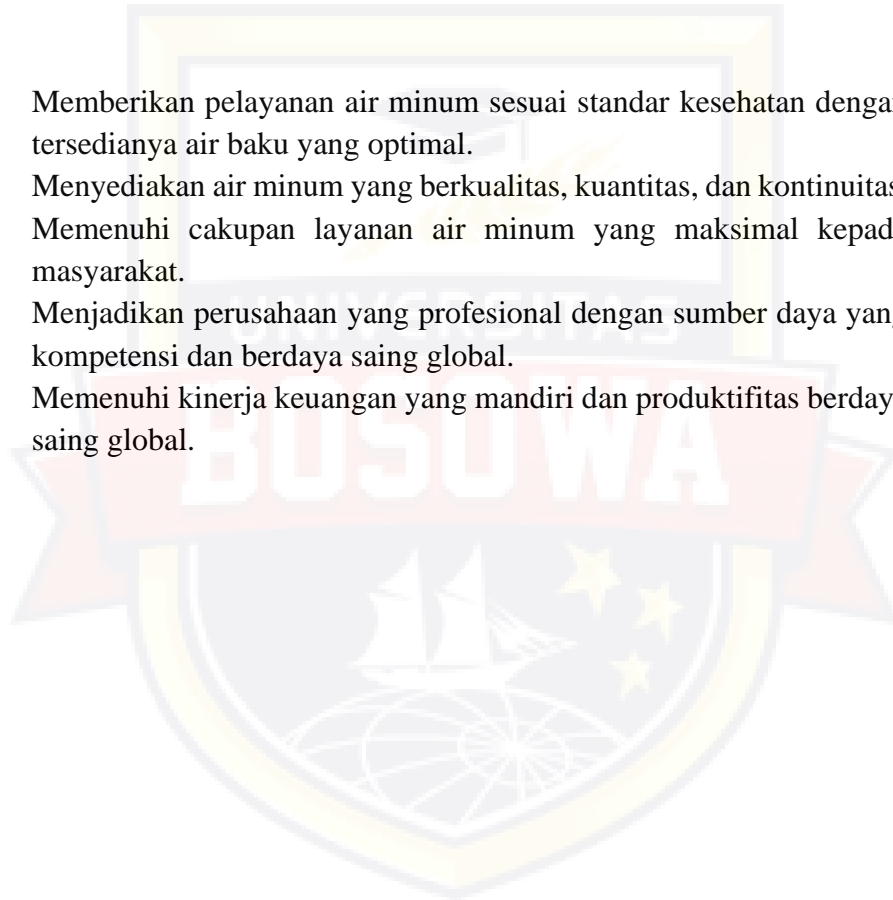 Memberikan pelayanan air minum sesuai standar kesehatan dengan
tersedianya air baku yang optimal.
Menyediakan air minum yang berkualitas, kuantitas, dan kontinuitas
Memenuhi cakupan layanan air minum yang maksimal kepad
masyarakat.
Menjadikan perusahaan yang profesional dengan sumber daya yang
kompetensi dan berdaya saing global.
Memenuhi kinerja keuangan yang mandiri dan produktifitas berday
saing global.
UNIVERSITAS
BOSOWA